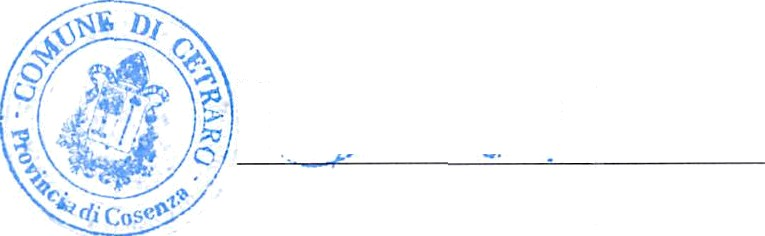 COMUNE DI CETRARO
Provincia di Cosenza